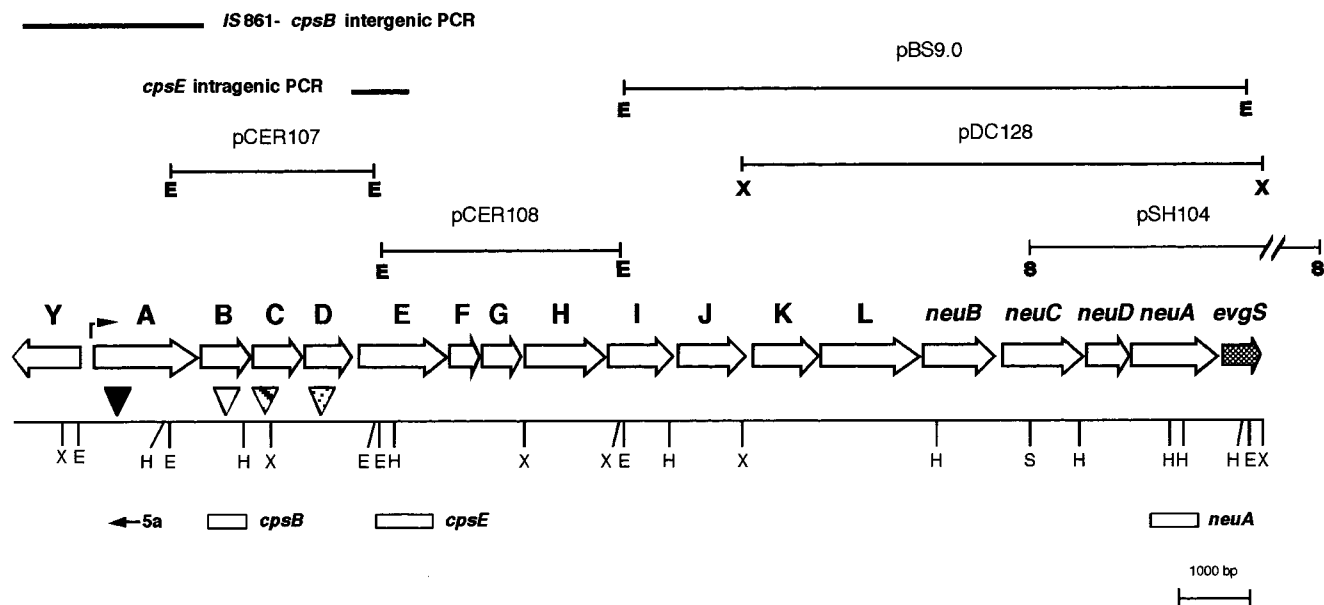 IS861- cpsB intergenic PCR
pBS9.0
cpsE intragenic PCR
E E
pCER107
pDC128
E E
X X
pCER108
pSH104
E E
S S
Y A B C D E F G H I J K L neuB neuC neuD neuA evgS
X E H E H X E E H X X E H X H S H H H H E X
5a cpsB cpsE neuA
1000 bp